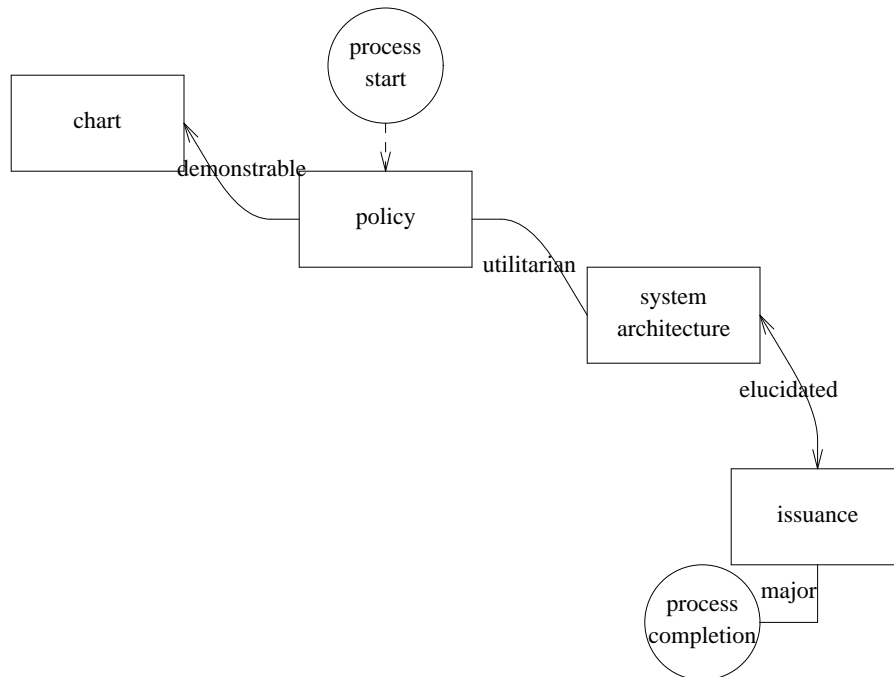 process
start
chart
demonstrable
policy
utilitarian
system
architecture
elucidated
issuance
major
process
completion